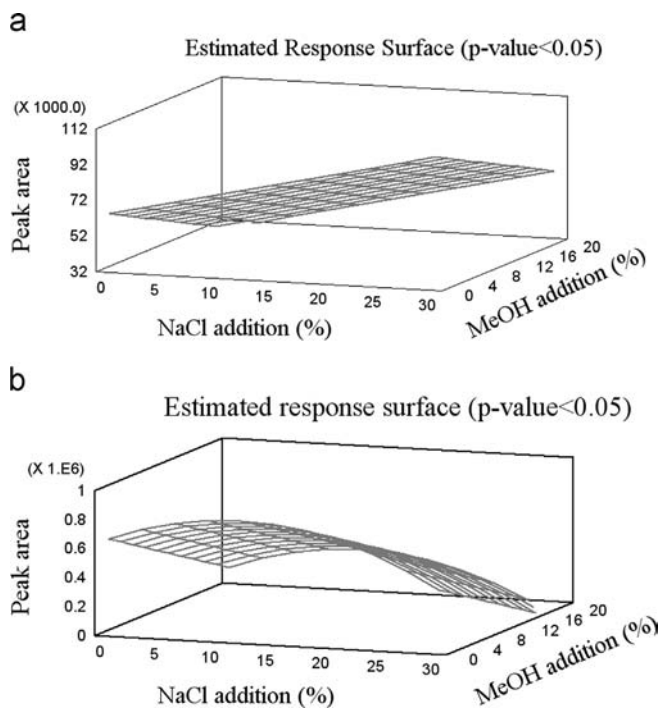 a
Estimated Response Surface (p-value<0.05)
(X 1000.0)
112
92
72
52
32
Peak area
0 5 10 15 20 25 30
NaCl addition (%)
0 4 8 12 16 20
MeOH addition (%)
b
Estimated response surface (p-value<0.05)
(X 1.E6)
1
0.8
0.6
0.4
0.2
0
Peak area
0 5 10 15 20 25 30
NaCl addition (%)
0 4 8 12 16 20
MeOH addition (%)